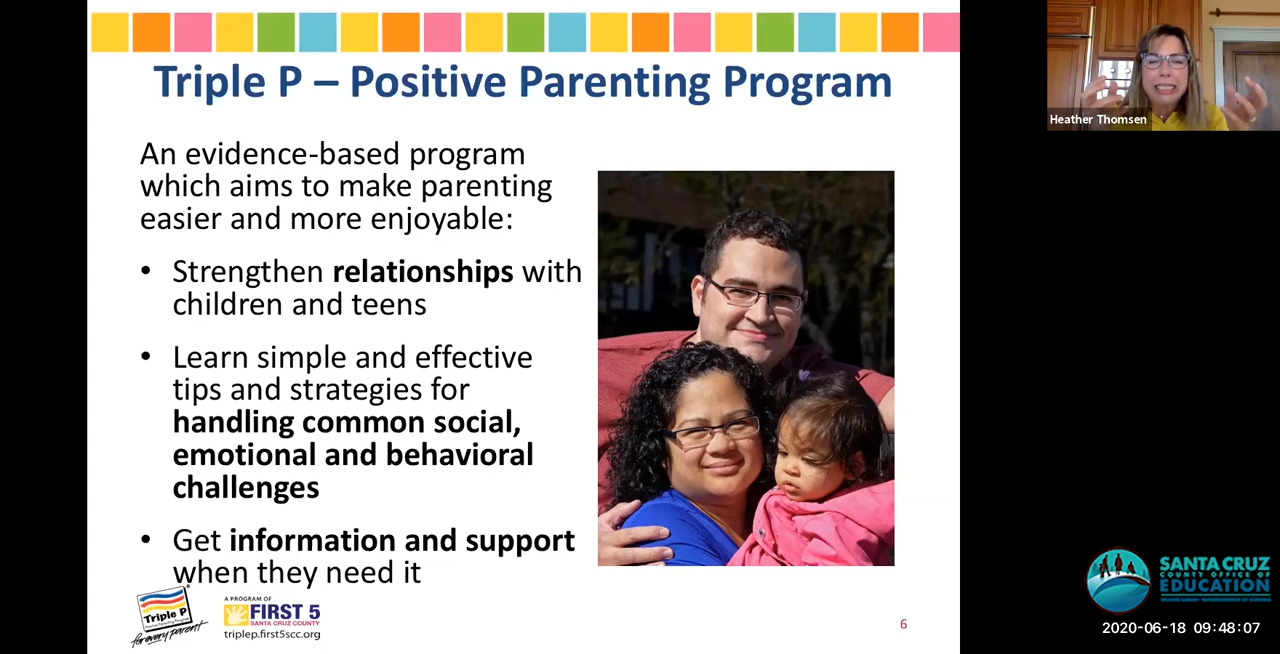 Triple P – Positive Parenting Program
An evidence-based program
which aims to make parenting
easier and more enjoyable:
• Strengthen relationships with
children and teens
• Learn simple and effective
tips and strategies for
handling common social,
emotional and behavioral
challenges
• Get information and support
when they need it
Triple P
for every parent
A PROGRAM OF
FIRST 5
SANTA CRUZ COUNTY
triplep.first5scc.org
6
Heather Thomsen
SANTA CRUZ
COUNTY OFFICE OF
EDUCATION
2020-06-18 09:48:07